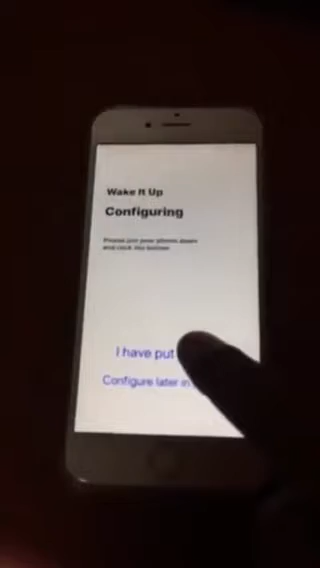 Wake It Up
Configuring
Please put your phone down
and click the button
I have put
Configure later in